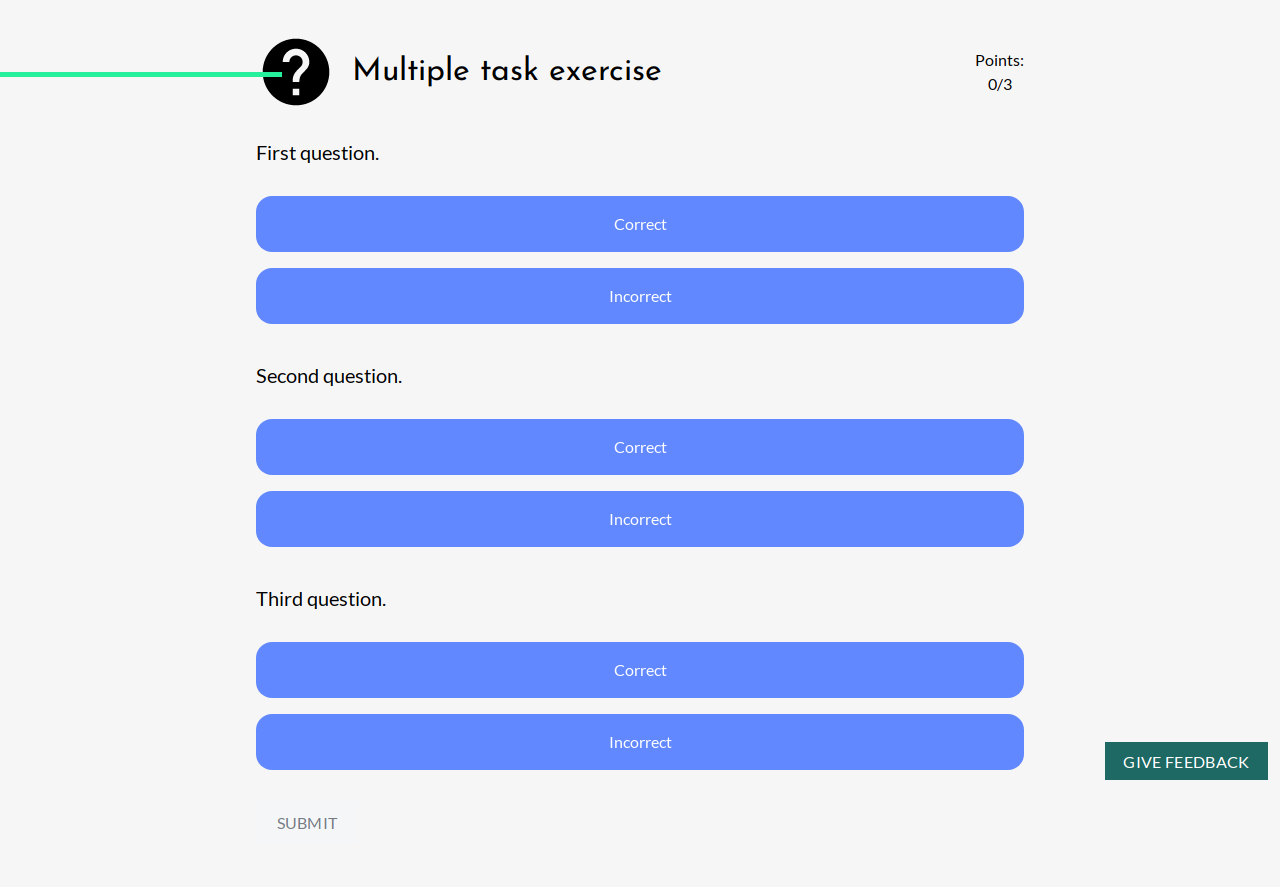 Multiple task exercise
Points:
0/3
First question.
Correct
Incorrect
Second question.
Correct
Incorrect
Third question.
Correct
Incorrect
GIVE FEEDBACK
SUBMIT